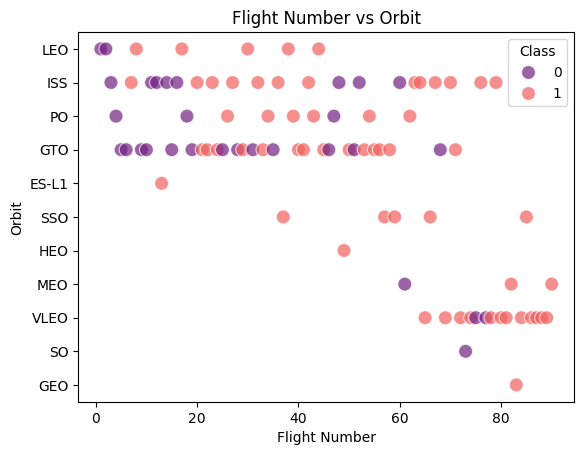 Flight Number vs Orbit
LEO
ISS
PO
GTO
ES-L1
SSO
HEO
MEO
VLEO
SO
GEO
Orbit
Class
0
1
0
20
40
60
80
Flight Number